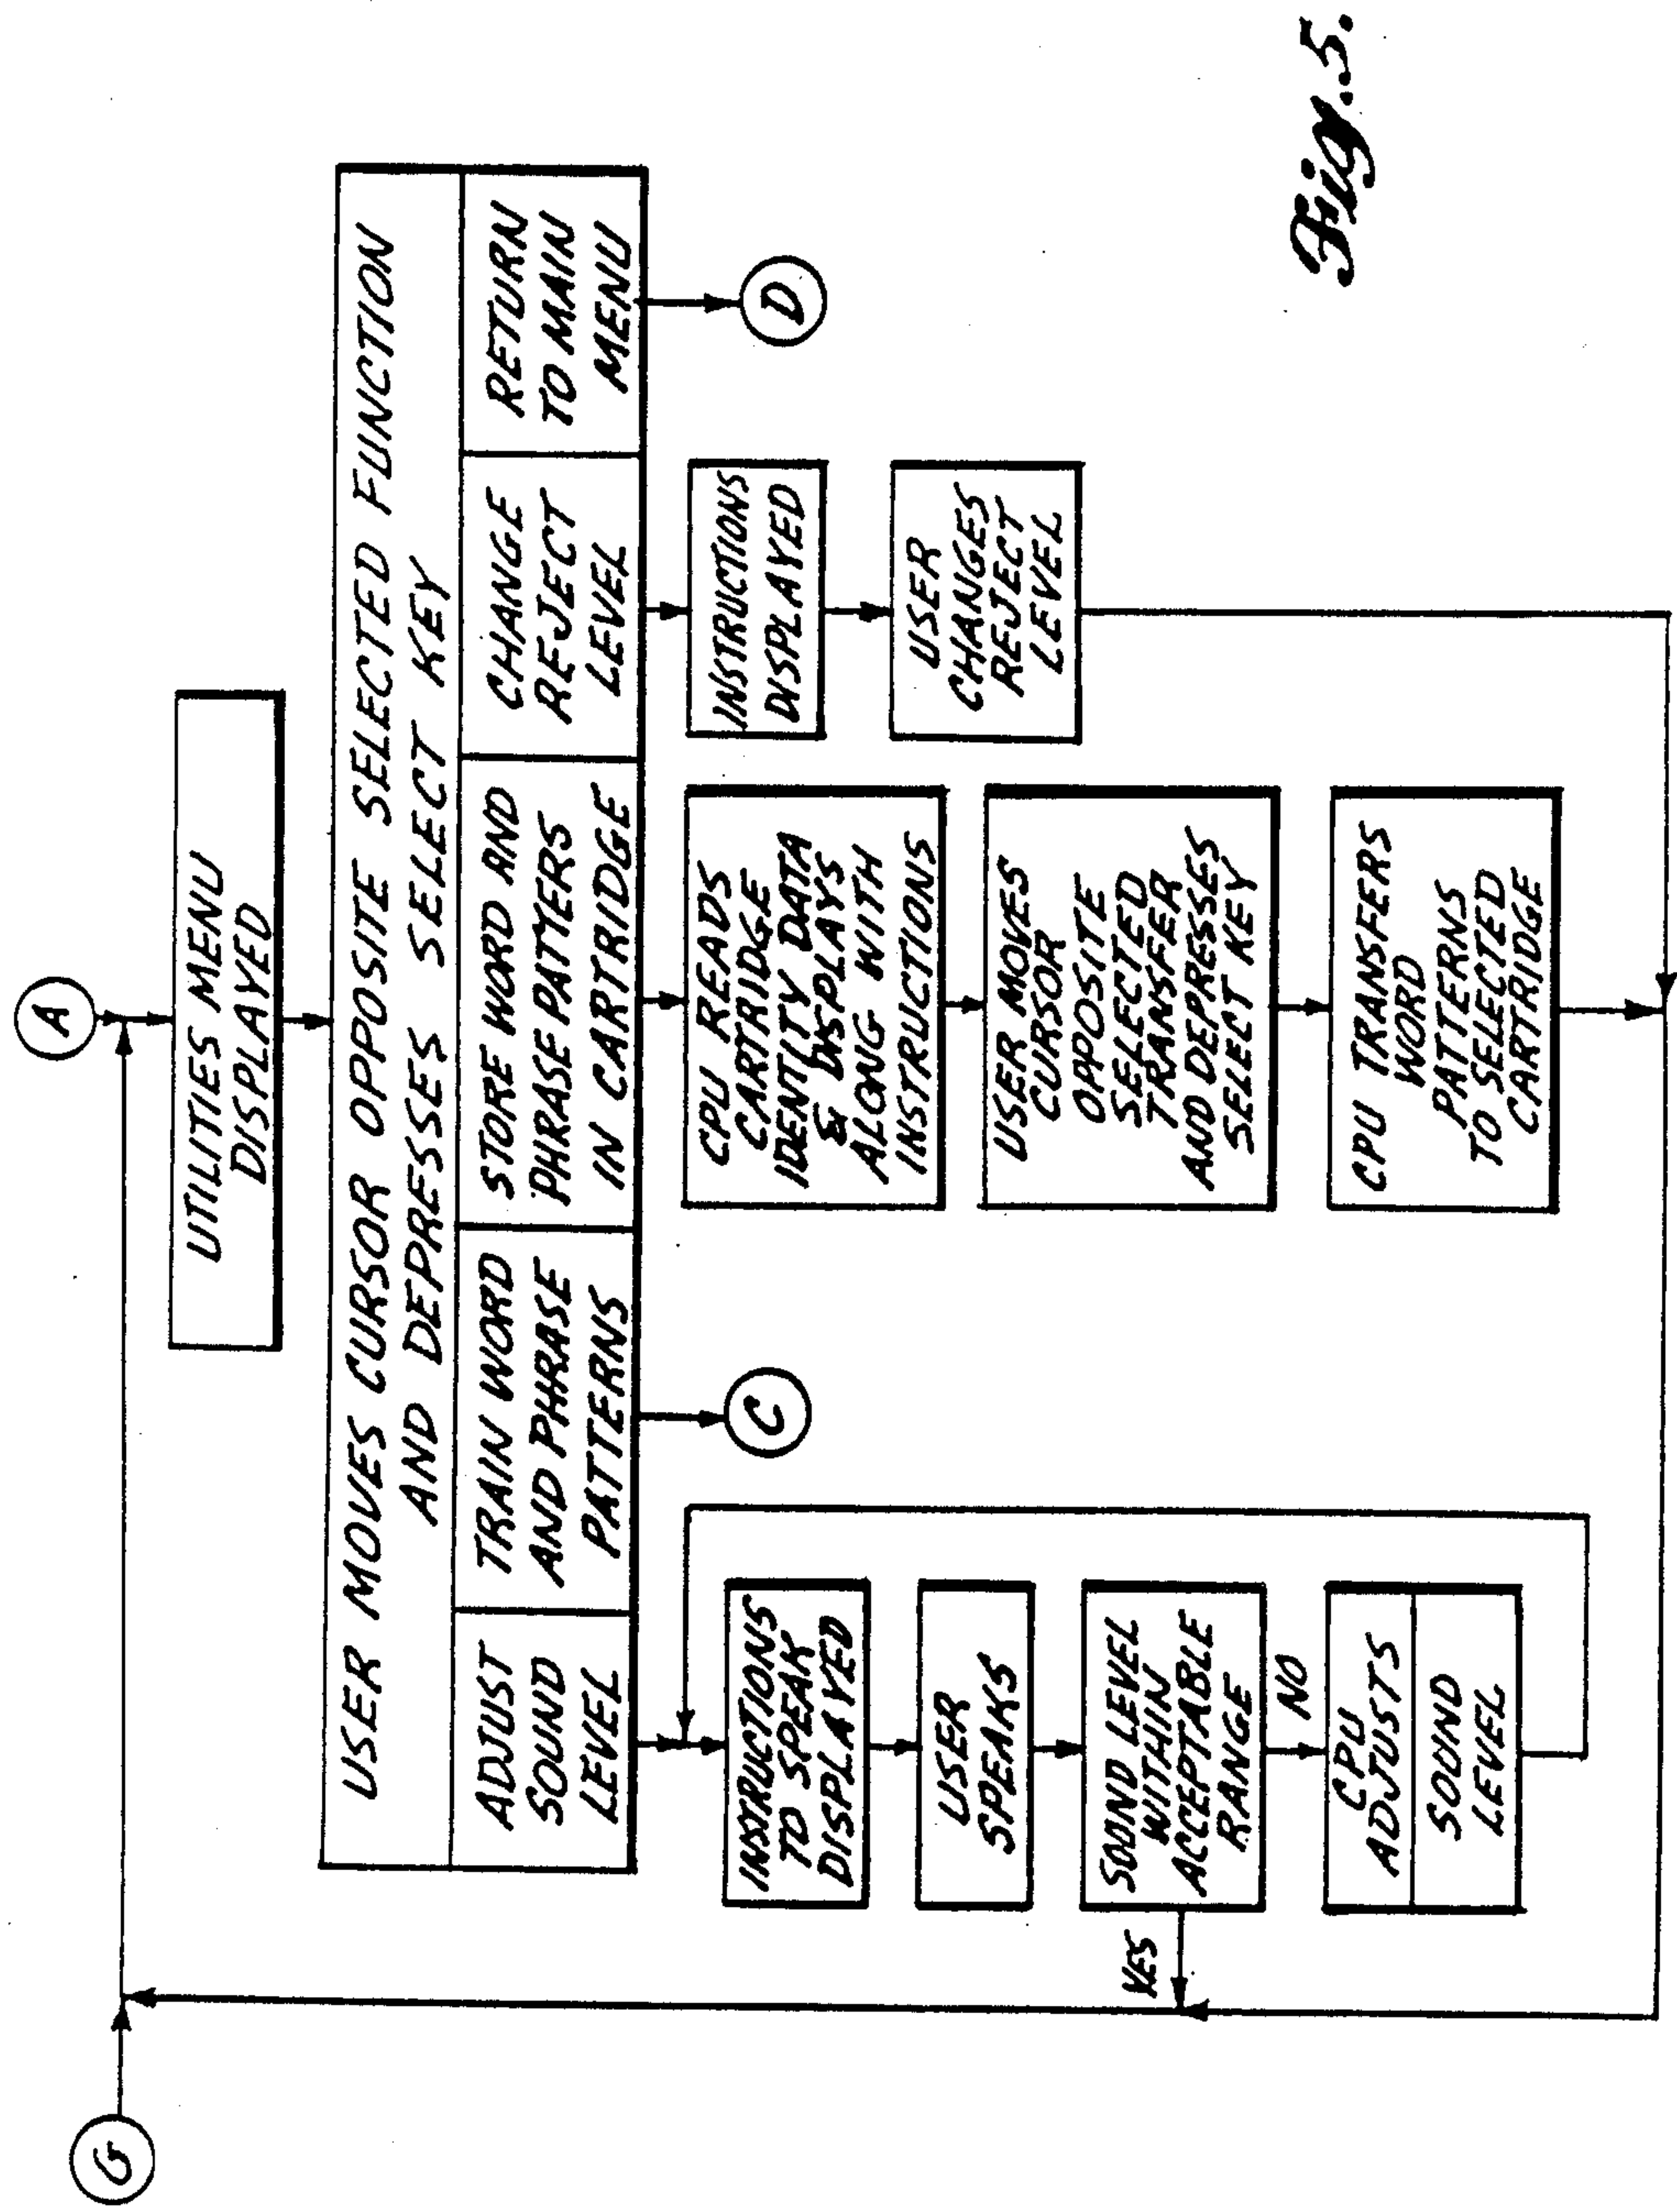 A
G
UTILITIES MENU
DISPLAYED
USER MOVES CURSOR OPPOSITE SELECTED FUNCTION
AND DEPRESSES SELECT KEY
ADJUST
SOUND
LEVEL
TRAIN WORD
AND PHRASE
PATTERNS
STORE WORD AND
PHRASE PATTERS
IN CARTRIDGE
CHANGE
REJECT
LEVEL
RETURN
TO MAIN
MENU
INSTRUCTIONS
TO SPEAK
DISPLAYED
USER
SPEAKS
SOUND LEVEL
WITHIN
ACCEPTABLE
RANGE
YES
NO
CPU
ADJUSTS
SOUND
LEVEL
C
CPU READS
CARTRIDGE
IDENTITY DATA
& DISPLAYS
ALONG WITH
INSTRUCTIONS
USER MOVES
CURSOR
OPPOSITE
SELECTED
TRANSFER
AND DEPRESSES
SELECT KEY
CPU TRANSFERS
WORD
PATTERNS
TO SELECTED
CARTRIDGE
INSTRUCTIONS
DISPLAYED
USER
CHANGES
REJECT
LEVEL
D
Fig. 5.